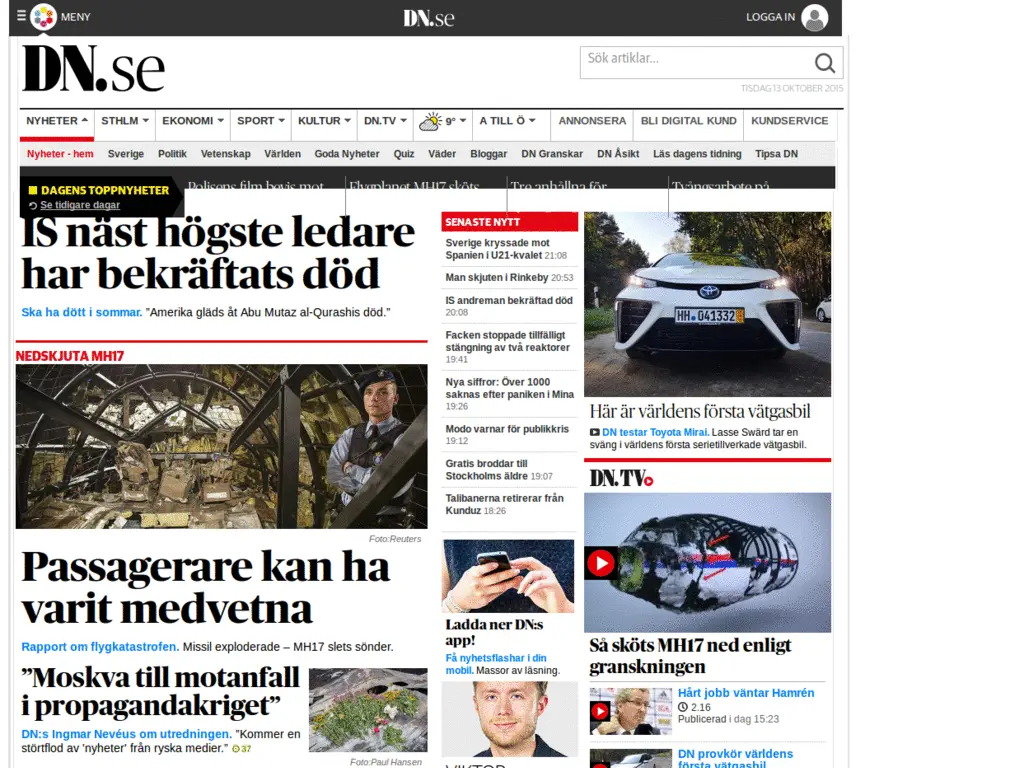 MENY
DN.se
LOGGA IN
DN.se
Sök artiklar...
TISDAG 13 OKTOBER 2015
NYHETER
STHLM
EKONOMI
SPORT
KULTUR
DN.TV
9°
A TILL Ö
ANNONSERA
BLI DIGITAL KUND
KUNDSERVICE
Nyheter - hem
Sverige
Politik
Vetenskap
Världen
Goda Nyheter
Quiz
Väder
Bloggar
DN Granskar
DN Åsikt
Läs dagens tidning
Tipsa DN
DAGENS TOPPNYHETER
Se tidigare dagar
Polisens film bevis mot
Flygplanet MH17 sköts
Tre anhållna för
Tvångsarbete på
IS näst högste ledare
har bekräftats död
Ska ha dött i sommar. ”Amerika gläds åt Abu Mutaz al-Qurashis död.”
NEDSKJUTA MH17
Foto:Reuters
Passagerare kan ha
varit medvetna
Rapport om flygkatastrofen. Missil exploderade – MH17 slets sönder.
”Moskva till motanfall
i propagandakriget”
DN:s Ingmar Nevéus om utredningen. ”Kommer en
störtflod av ’nyheter’ från ryska medier.” 37
Foto:Paul Hansen
SENASTE NYTT
Sverige kryssade mot
Spanien i U21-kvalet 21:08
Man skjuten i Rinkeby 20:53
IS andreman bekräftad död
20:08
Facken stoppade tillfälligt
stängning av två reaktorer
19:41
Nya siffror: Över 1000
saknas efter paniken i Mina
19:26
Modo varnar för publikkris
19:12
Gratis broddar till
Stockholms äldre 19:07
Talibanerna retirerar från
Kunduz 18:26
Ladda ner DN:s
app!
Få nyhetsflashar i din
mobil. Massor av läsning.
VIKTOR
HH 041332
Här är världens första vätgasbil
DN testar Toyota Mirai. Lasse Swärd tar en
sväng i världens första serietillverkade vätgasbil.
DN.TV
Så sköts MH17 ned enligt
granskningen
Hårt jobb väntar Hamrén
2.16
Publicerad i dag 15:23
DN provkör världens
första vätgasbil